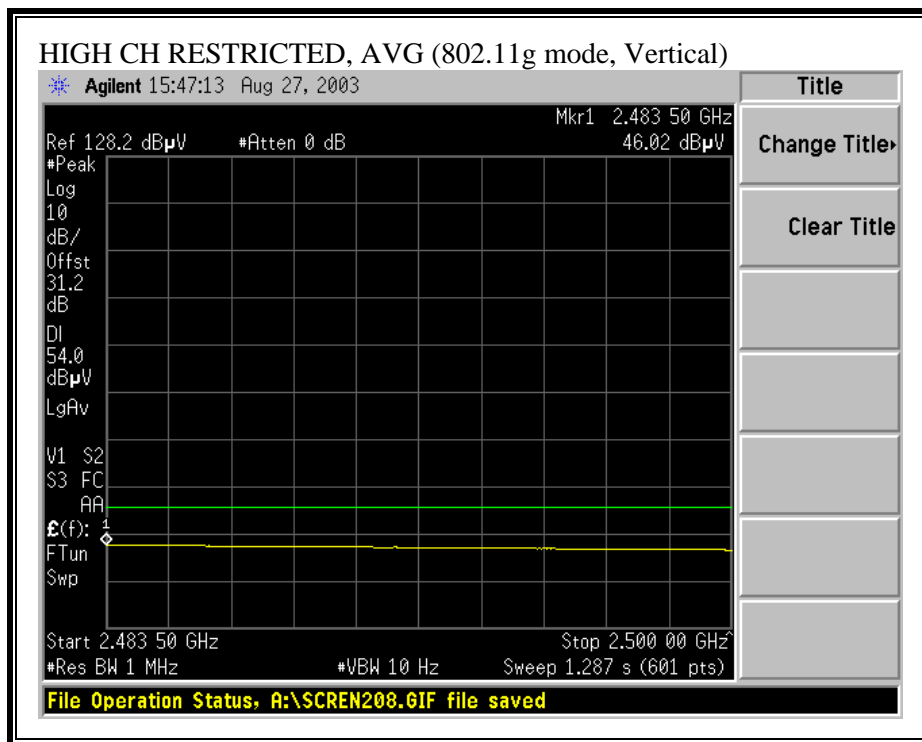 HIGH CH RESTRICTED, AVG (802.11g mode, Vertical)
Agilent 15:47:13 Aug 27, 2003
Title
Mkr1 2.483 50 GHz
Ref 128.2 dBµV #Atten 0 dB 46.02 dBµV
Change Title
#Peak
Log
10
dB/
Clear Title
Offst
31.2
dB
DI
54.0
dBµV
LgAv
V1 S2
S3 FC
AA
£(f): 1
FTun
Swp
Start 2.483 50 GHz Stop 2.500 00 GHz^
#Res BW 1 MHz #VBW 10 Hz Sweep 1.287 s (601 pts)
File Operation Status, A:\SCREN208.GIF file saved